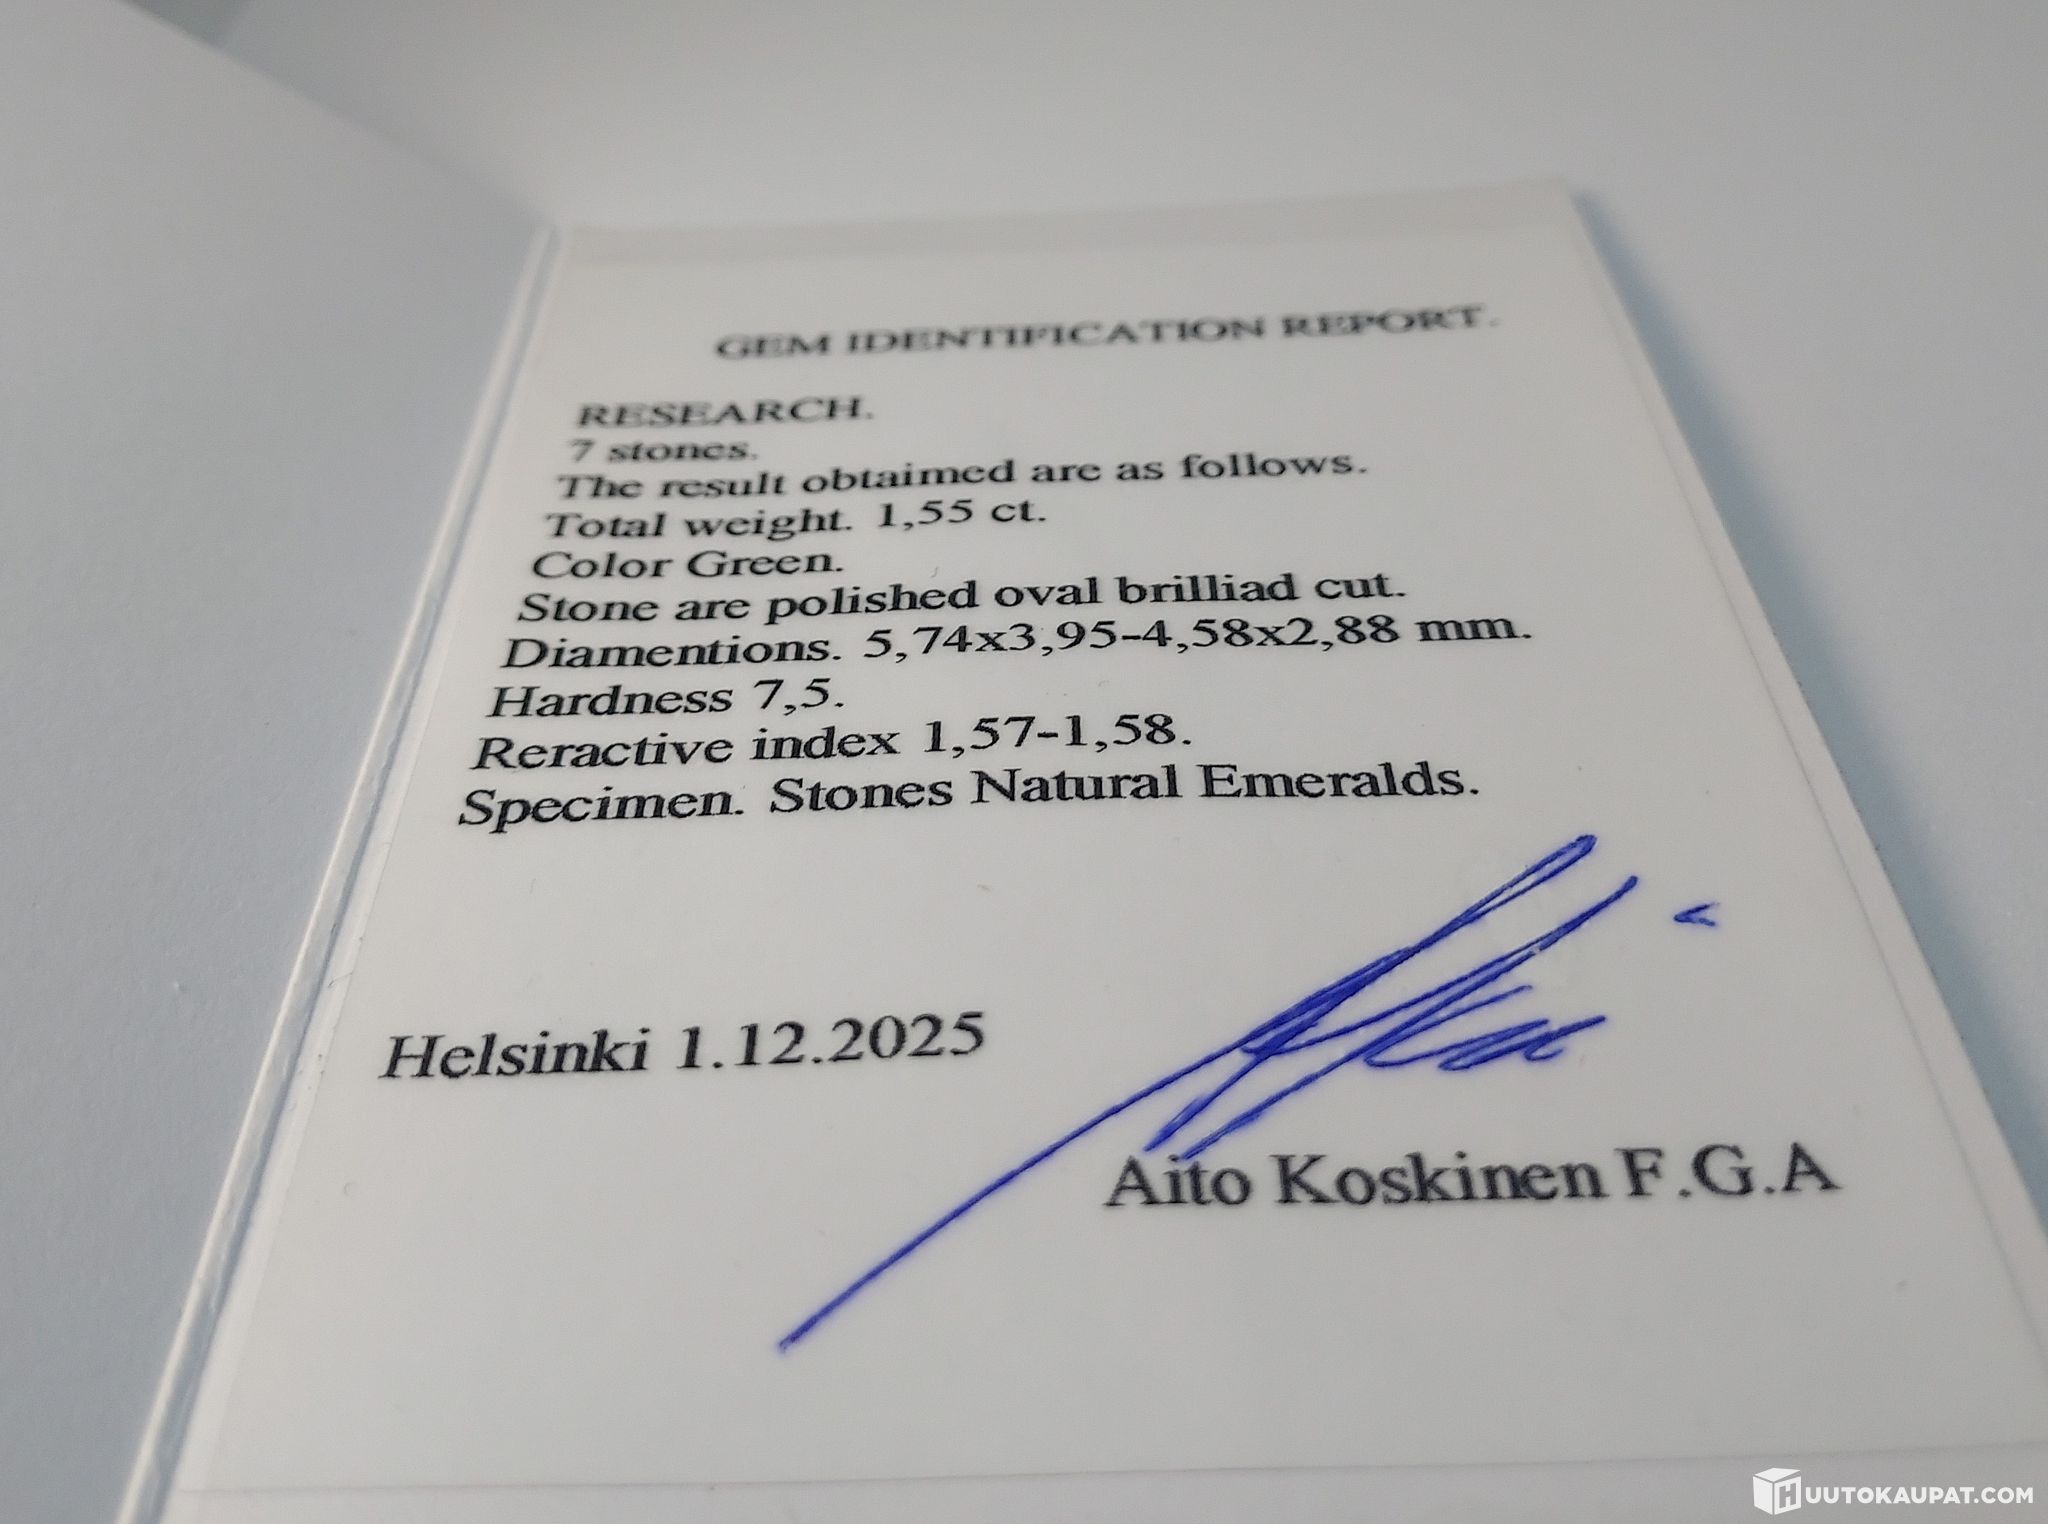 GEM IDENTIFICATION REPORT.
RESEARCH.
7 stones.
The result obtaimed are as follows.
Total weight. 1,55 ct.
Color Green.
Stone are polished oval brilliad cut.
Diamentions. 5,74x3,95-4,58x2,88 mm.
Hardness 7,5.
Reractive index 1,57-1,58.
Specimen. Stones Natural Emeralds.
Helsinki 1.12.2025
Aito Koskinen F.G.A
HUUTOKAUPAT.COM